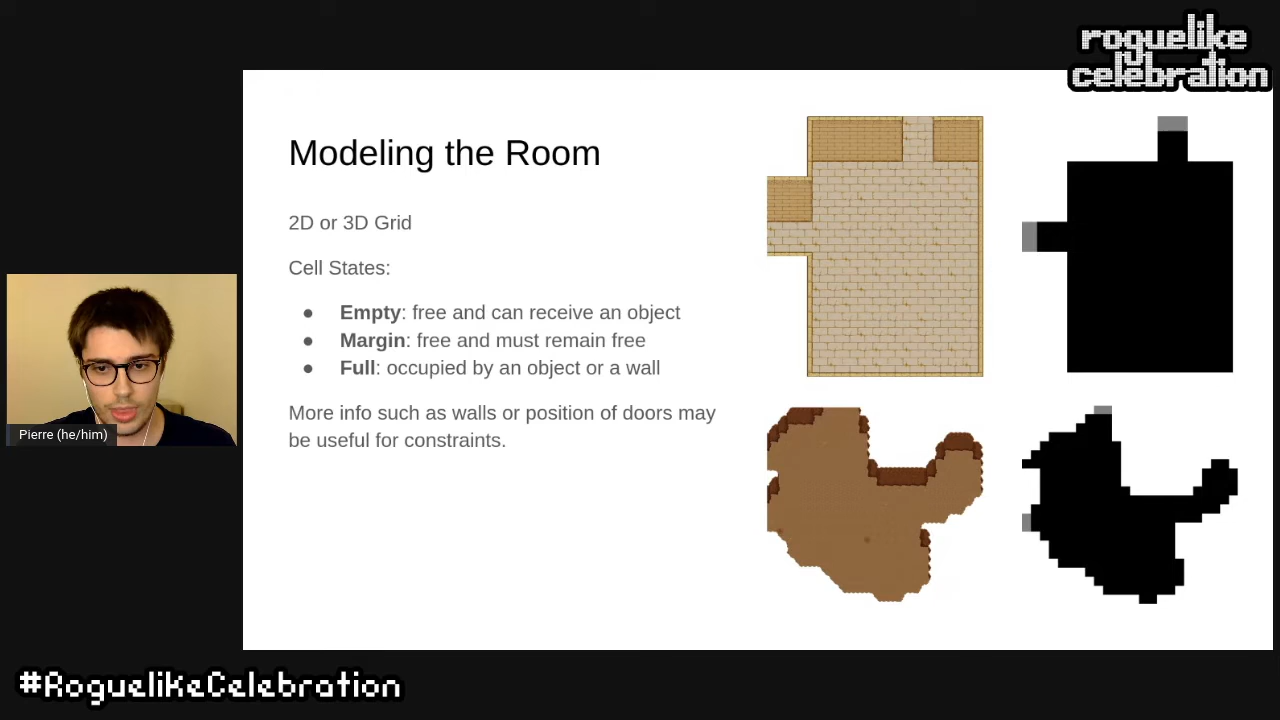 roguelike
celebration
Modeling the Room
2D or 3D Grid
Cell States:
● Empty: free and can receive an object
● Margin: free and must remain free
● Full: occupied by an object or a wall
More info such as walls or position of doors may
be useful for constraints.
Pierre (he/him)
#RoguelikeCelebration